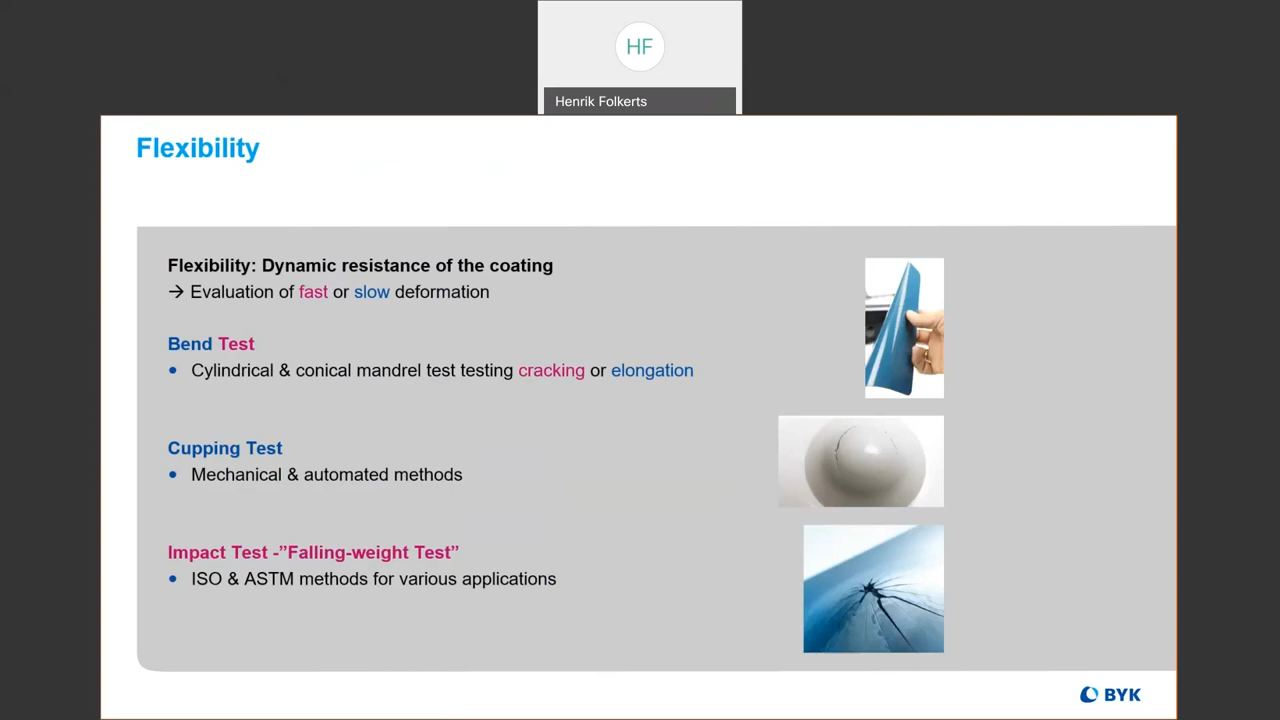 HF
Henrik Folkerts
Flexibility
Flexibility: Dynamic resistance of the coating
→ Evaluation of fast or slow deformation
Bend Test
• Cylindrical & conical mandrel test testing cracking or elongation
Cupping Test
• Mechanical & automated methods
Impact Test -”Falling-weight Test”
• ISO & ASTM methods for various applications
BYK